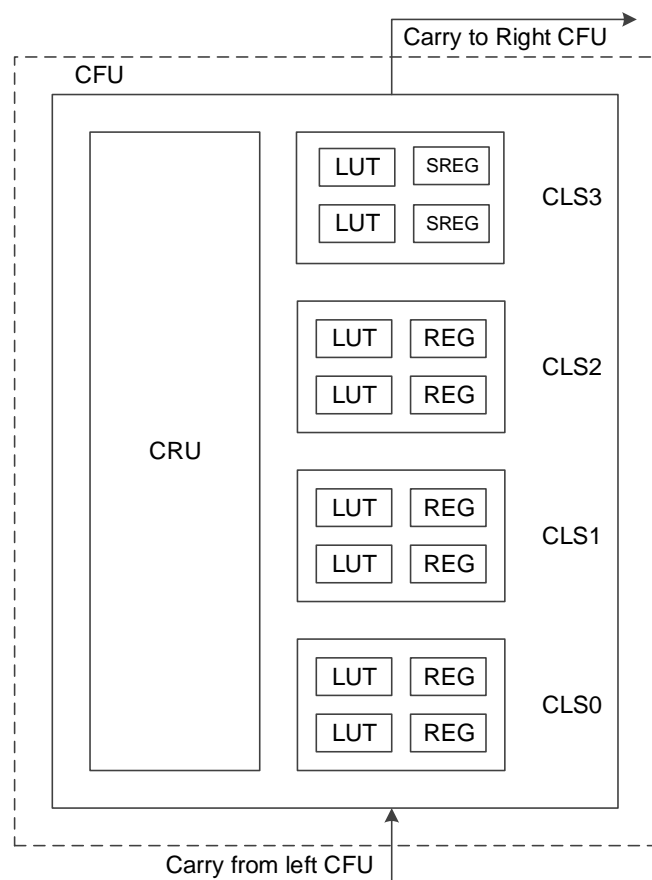 Carry to Right CFU
CFU
LUT SREG
CLS3
LUT SREG
LUT REG
CLS2
LUT REG
CRU
LUT REG
CLS1
LUT REG
LUT REG
CLS0
LUT REG
Carry from left CFU